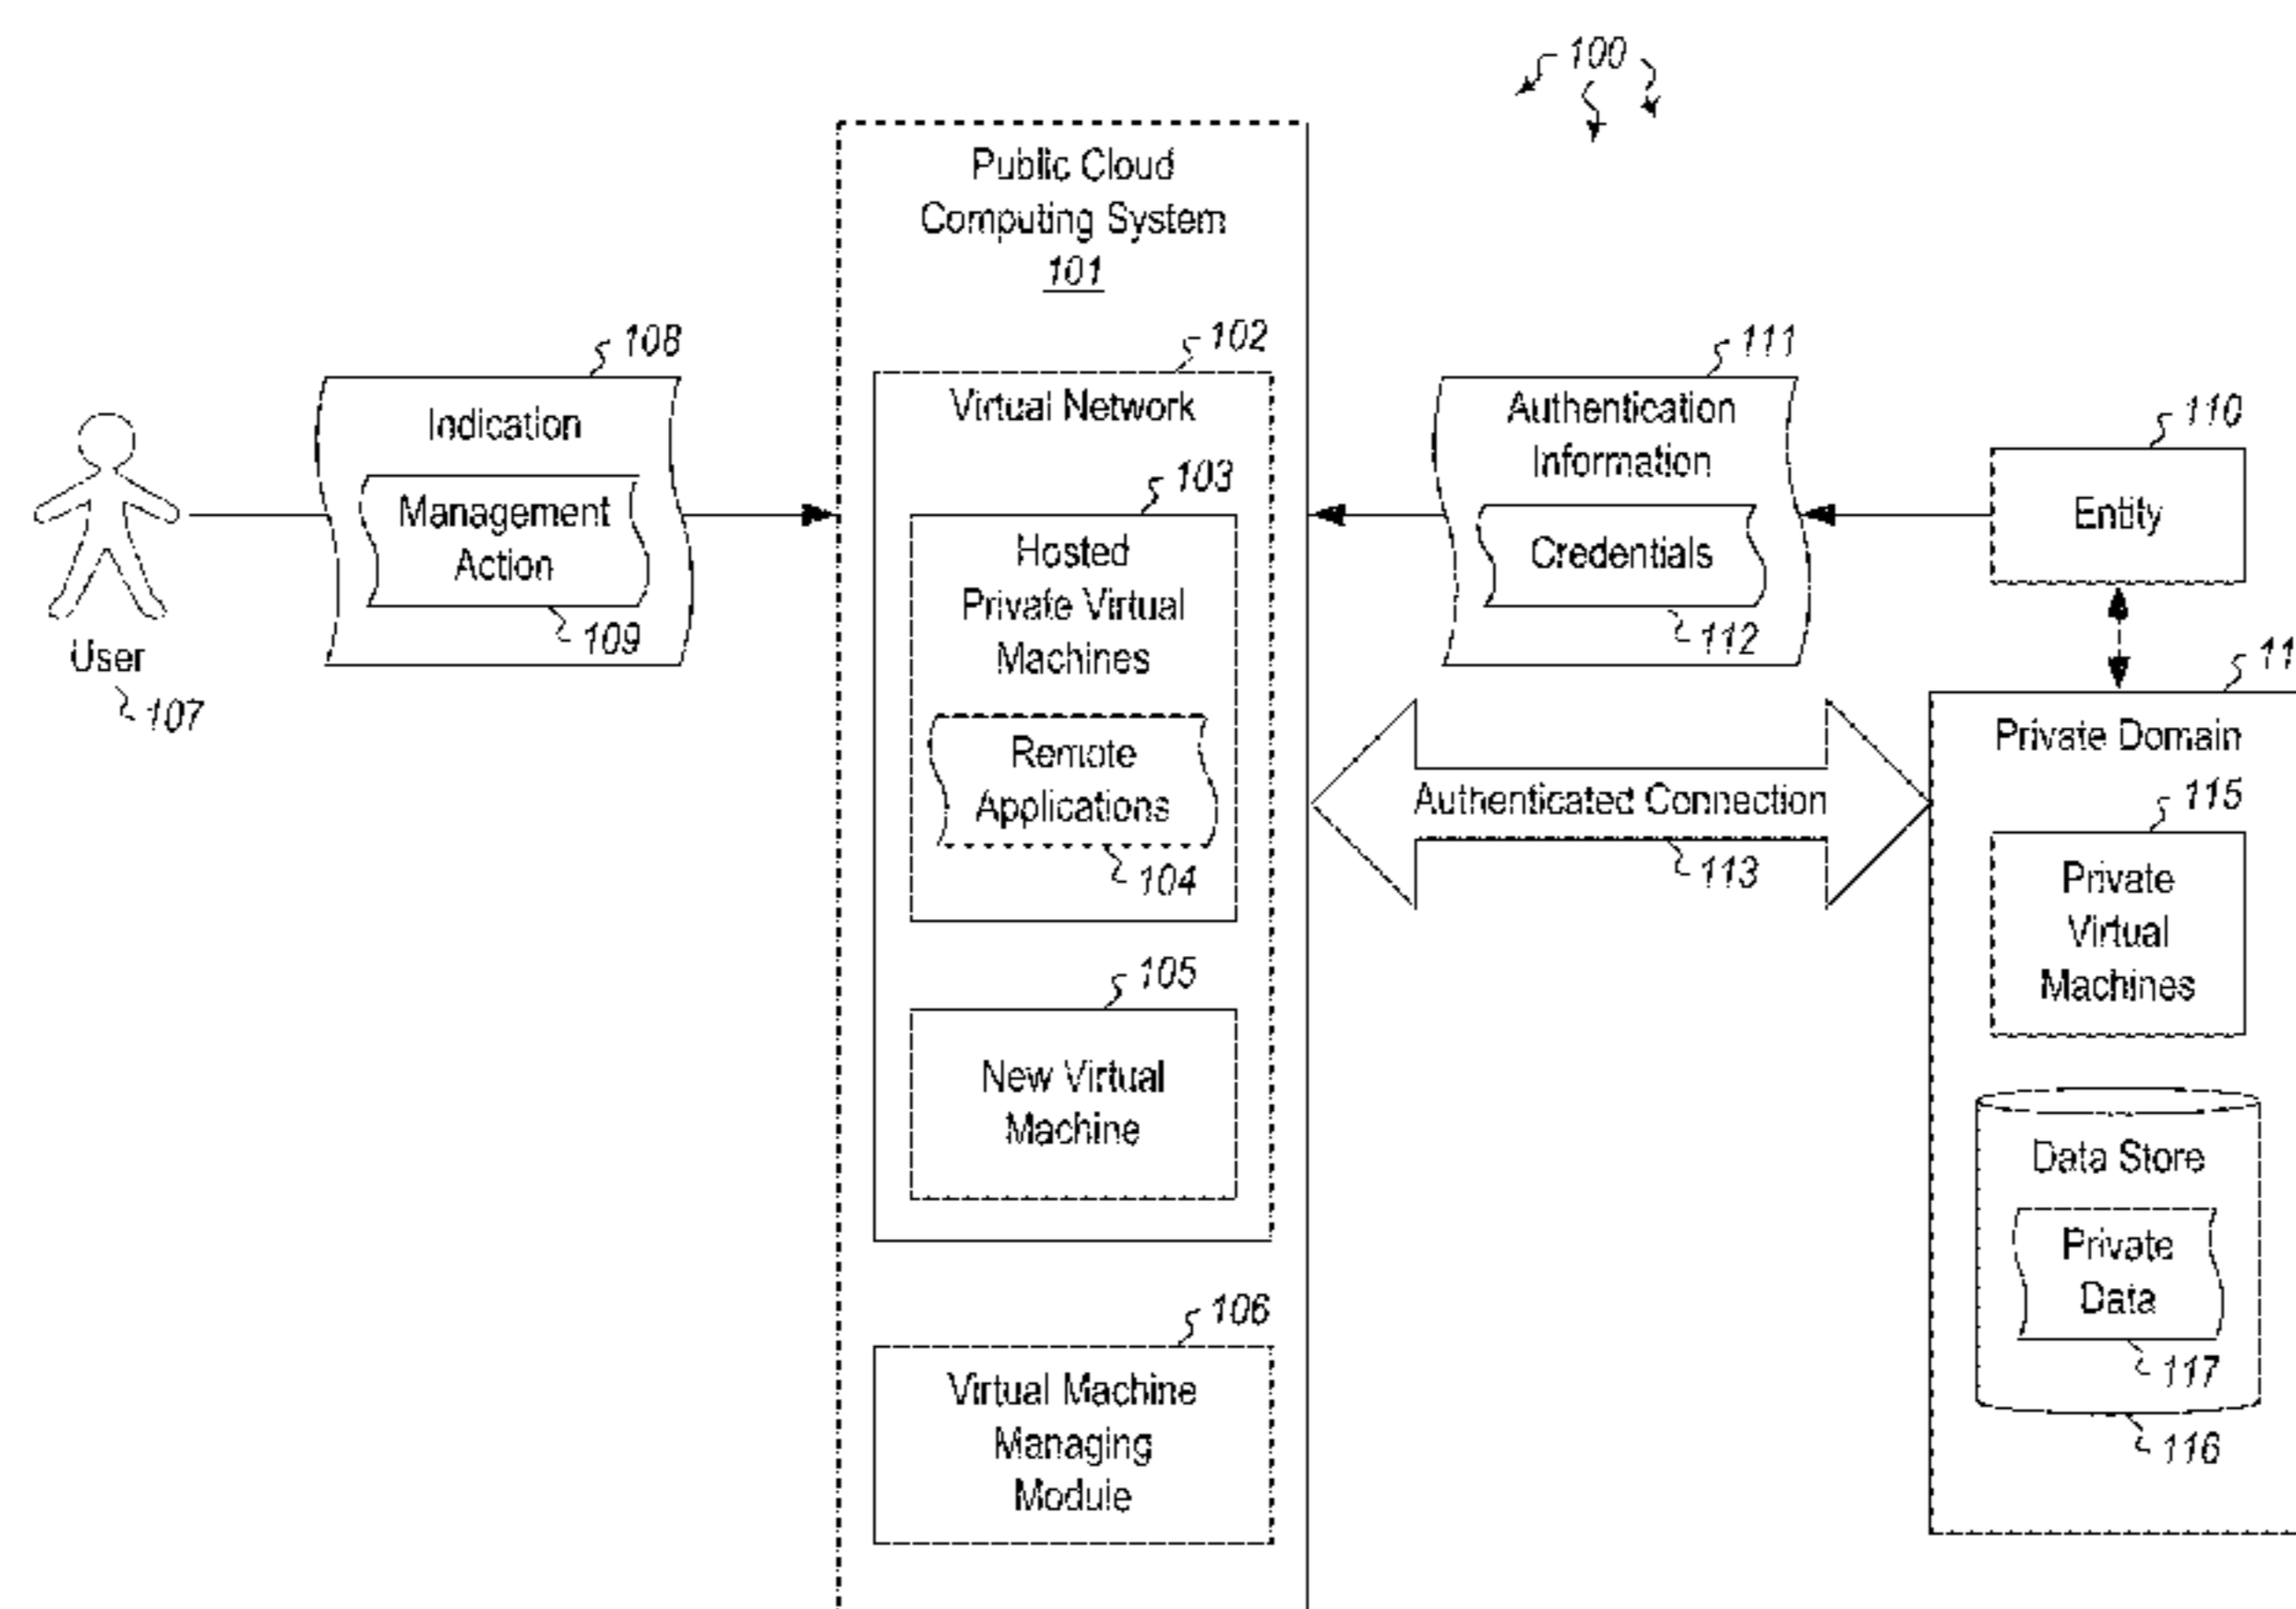 100
Public Cloud
Computing System
101
108
Indication
Management
Action
109
User
107
102
Virtual Network
103
Hosted
Private Virtual
Machines
Remote
Applications
104
105
New Virtual
Machine
106
Virtual Machine
Managing
Module
111
Authentication
Information
Credentials
112
110
Entity
Authenticated Connection
113
11
Private Domain
115
Private
Virtual
Machines
Data Store
Private
Data
117
116